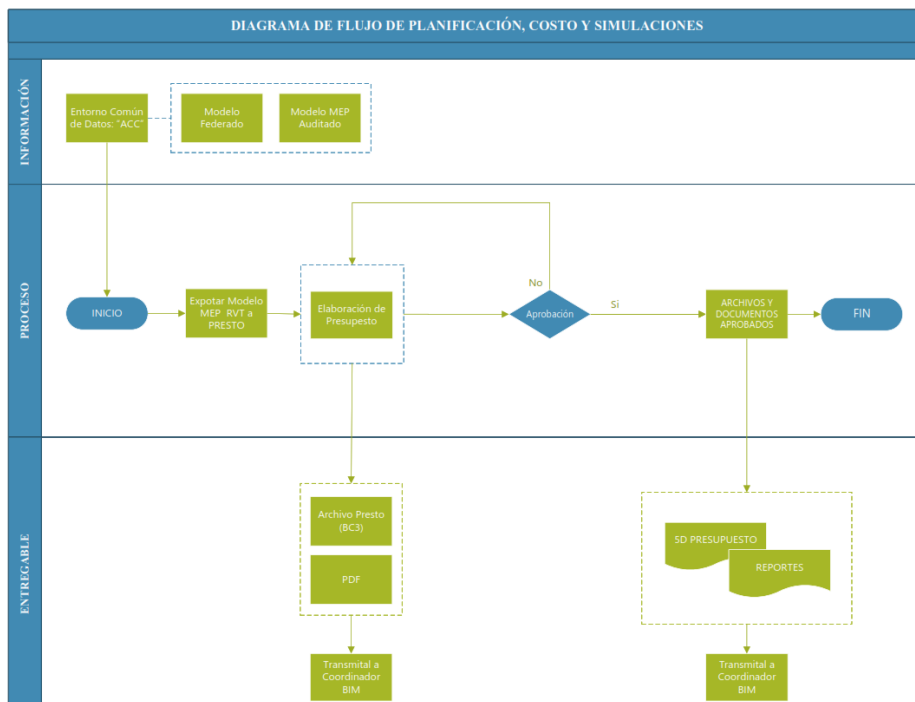 DIAGRAMA DE FLUJO DE PLANIFICACIÓN, COSTO Y SIMULACIONES
INFORMACIÓN
Entorno Común
de Datos: "ACC"
Modelo
Federado
Modelo MEP
Auditado
PROCESO
INICIO
Expotar Modelo
MEP RVT a
PRESTO
Elaboración de
Presupesto
No
Aprobación
Si
ARCHIVOS Y
DOCUMENTOS
APROBADOS
FIN
ENTREGABLE
Archivo Presto
(BC3)
PDF
Transmital a
Coordinador
BIM
5D PRESUPUESTO
REPORTES
Transmital a
Coordinador
BIM